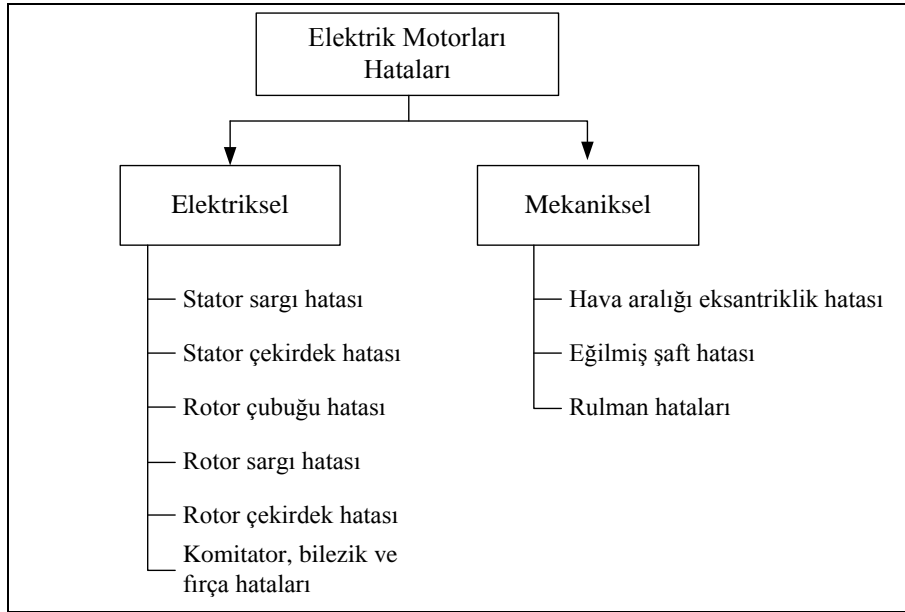 Elektrik Motorları
Hataları
Elektriksel
Mekaniksel
Stator sargı hatası
Stator çekirdek hatası
Rotor çubuğu hatası
Rotor sargı hatası
Rotor çekirdek hatası
Komitator, bilezik ve
fırça hataları
Hava aralığı eksantriklik hatası
Eğilmiş şaft hatası
Rulman hataları